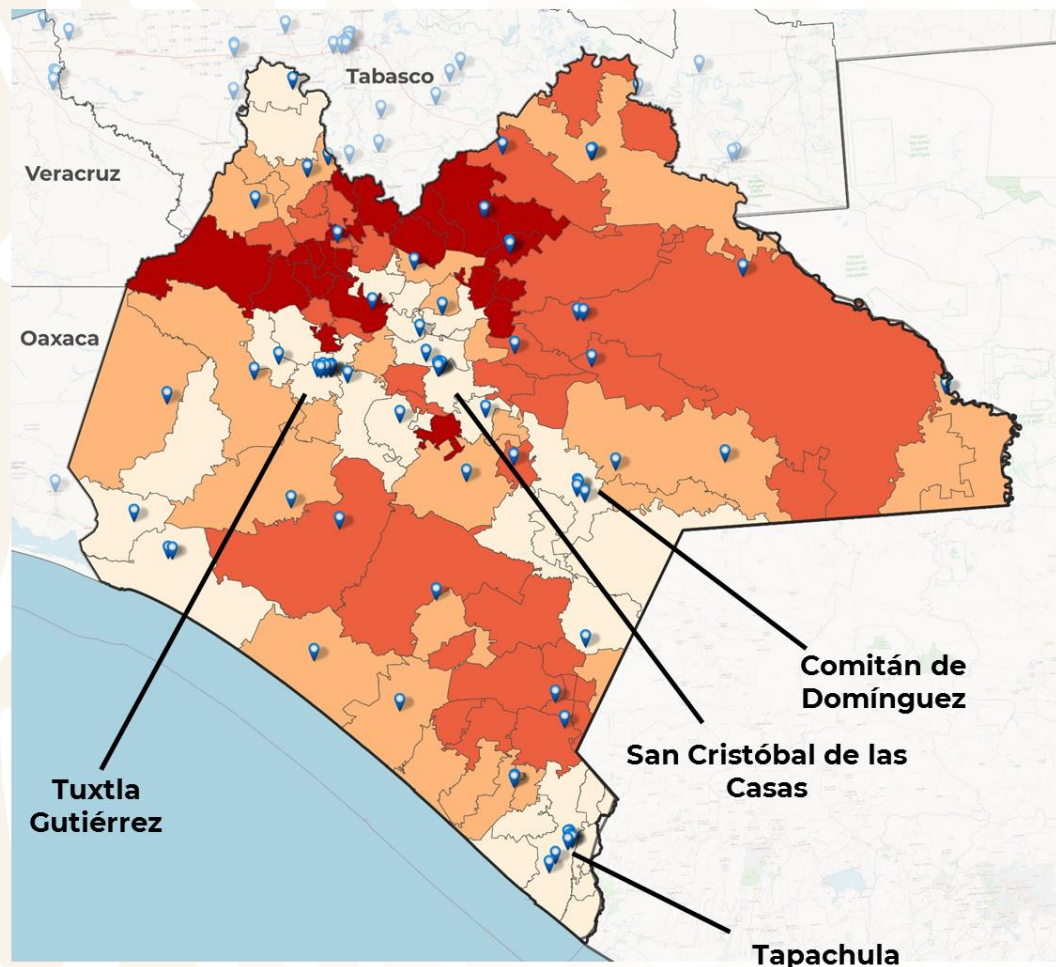 Tabasco
Veracruz
Oaxaca
Comitán de
Domínguez
San Cristóbal de las
Casas
Tuxtla
Gutiérrez
Tapachula